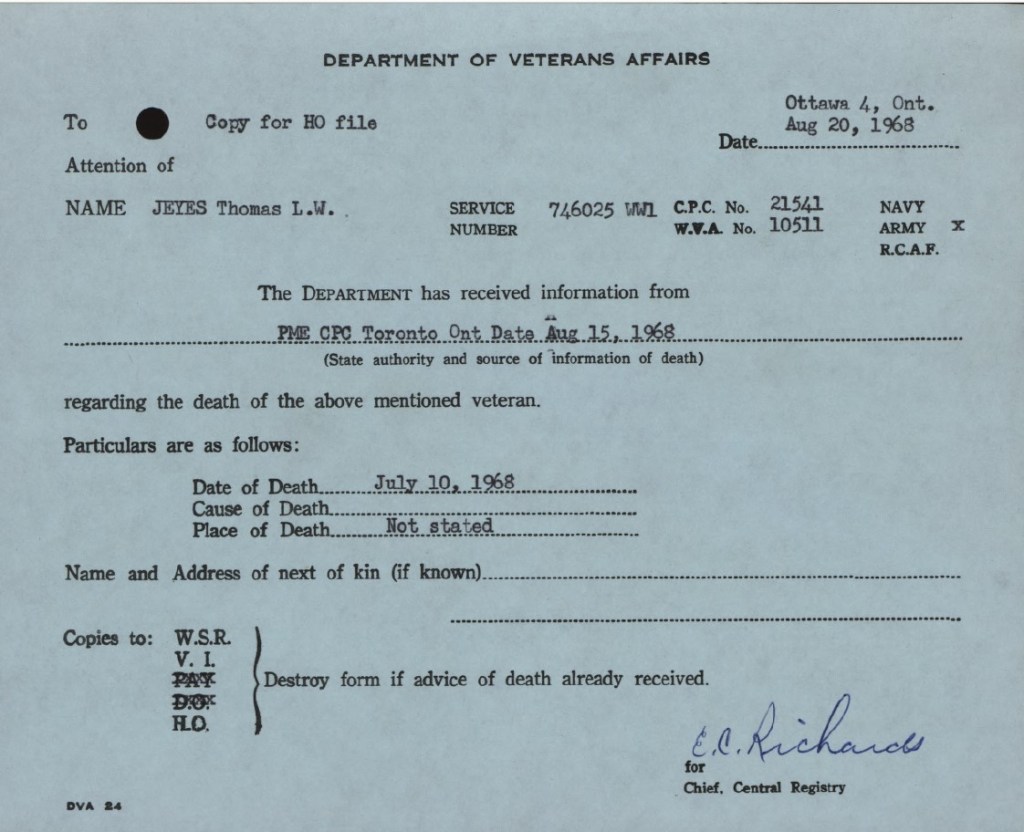 DEPARTMENT OF VETERANS AFFAIRS
Ottawa 4, Ont.
To Copy for HO file Aug 20, 1968
Date
Attention of
NAME JEYES Thomas L.W. SERVICE 746025 WW1 C.P.C. No. 21541 NAVY
NUMBER W.V.A. No. 10511 ARMY x
R.C.A.F.
The DEPARTMENT has received information from
PME CPC Toronto Ont Date Aug 15, 1968
(State authority and source of information of death)
regarding the death of the above mentioned veteran.
Particulars are as follows:
Date of Death July 10, 1968
Cause of Death
Place of Death Not stated
Name and Address of next of kin (if known)
Copies to: W.S.R.
V. I.
PAY Destroy form if advice of death already received.
D.O.
H.O.
E.C. Richards
for
Chief, Central Registry
DVA 24